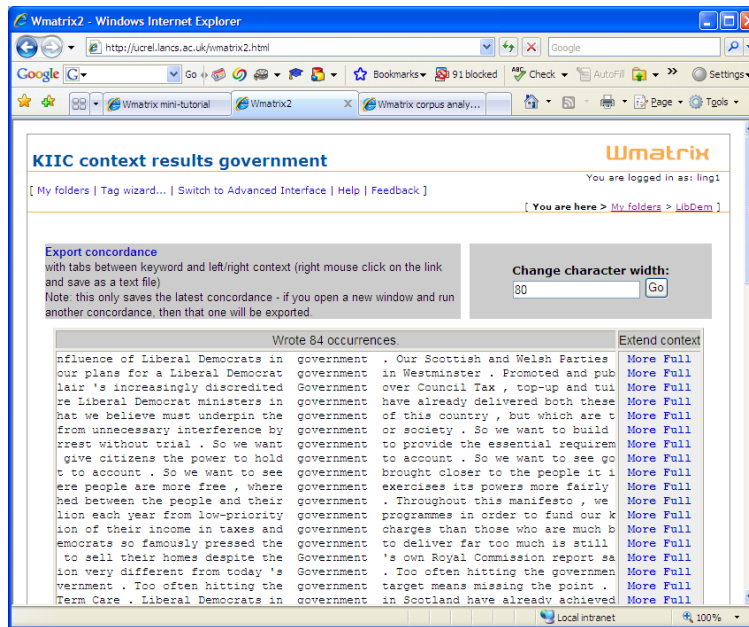 Wmatrix2 - Windows Internet Explorer
http://ucrel.lancs.ac.uk/wmatrix2.html Google
Google G Go Bookmarks 91 blocked Check AutoFill Settings
Wmatrix mini-tutorial Wmatrix2 X Wmatrix corpus analy... Page Tools
KIIC context results government Wmatrix
You are logged in as: ling1
[ My folders | Tag wizard... | Switch to Advanced Interface | Help | Feedback ]
[ You are here > My folders > LibDem ]
Export concordance
with tabs between keyword and left/right context (right mouse click on the link
and save as a text file)
Note: this only saves the latest concordance - if you open a new window and run
another concordance, then that one will be exported.
Change character width:
80 Go
Wrote 84 occurrences. Extend context
nfluence of Liberal Democrats in government . Our Scottish and Welsh Parties More Full
our plans for a Liberal Democrat government in Westminster . Promoted and pub More Full
lair 's increasingly discredited Government over Council Tax , top-up and tui More Full
re Liberal Democrat ministers in government have already delivered both these More Full
hat we believe must underpin the government of this country , but which are t More Full
from unnecessary interference by government or society . So we want to build More Full
rrest without trial . So we want government to provide the essential requirem More Full
give citizens the power to hold government to account . So we want to see go More Full
t to account . So we want to see government brought closer to the people it i More Full
ere people are more free , where government exercises its powers more fairly More Full
hed between the people and their government . Throughout this manifesto , we More Full
lion each year from low-priority government programmes in order to fund our k More Full
ion of their income in taxes and government charges than those who are much b More Full
emocrats so famously pressed the Government to deliver far too much is still More Full
to sell their homes despite the Government 's own Royal Commission report sa More Full
ion very different from today 's Government . Too often hitting the governmen More Full
vernment . Too often hitting the government target means missing the point . More Full
Term Care . Liberal Democrats in government in Scotland have already achieved More Full
Local intranet 100%